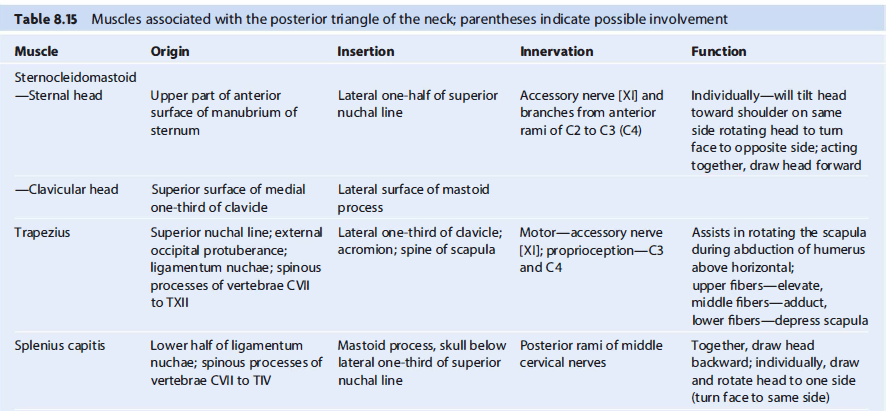 Table 8.15 Muscles associated with the posterior triangle of the neck; parentheses indicate possible involvement
Muscle Origin Insertion Innervation Function
Sternocleidomastoid
—Sternal head Upper part of anterior Lateral one-half of superior Accessory nerve [XI] and Individually—will tilt head
surface of manubrium of nuchal line branches from anterior toward shoulder on same
sternum rami of C2 to C3 (C4) side rotating head to turn
face to opposite side; acting
together, draw head forward
—Clavicular head Superior surface of medial Lateral surface of mastoid
one-third of clavicle process
Trapezius Superior nuchal line; external Lateral one-third of clavicle; Motor—accessory nerve Assists in rotating the scapula
occipital protuberance; acromion; spine of scapula [XI]; proprioception—C3 during abduction of humerus
ligamentum nuchae; spinous and C4 above horizontal;
processes of vertebrae CVII upper fibers—elevate,
to TXII middle fibers—adduct,
lower fibers—depress scapula
Splenius capitis Lower half of ligamentum Mastoid process, skull below Posterior rami of middle Together, draw head
nuchae; spinous processes of lateral one-third of superior cervical nerves backward; individually, draw
vertebrae CVII to TIV nuchal line and rotate head to one side
(turn face to same side)